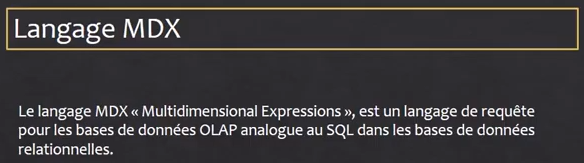 Langage MDX
Le langage MDX « Multidimensional Expressions », est un langage de requête
pour les bases de données OLAP analogue au SQL dans les bases de données
relationnelles.